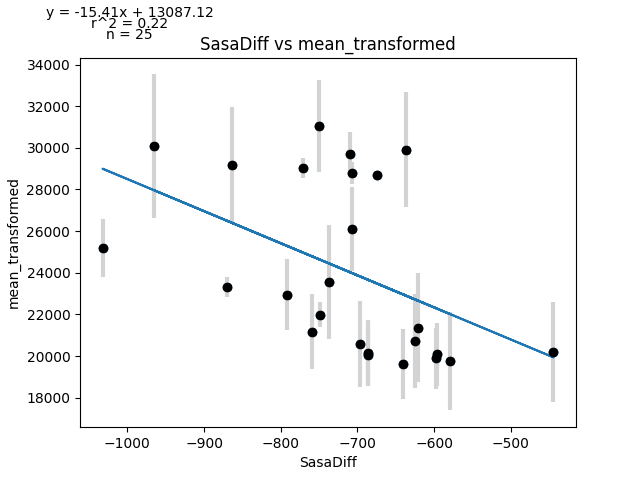 y = -15.41x + 13087.12
r^2 = 0.22
n = 25
SasaDiff vs mean_transformed
34000
32000
30000
28000
26000
24000
22000
20000
18000
mean_transformed
−1000 −900 −800 −700 −600 −500
SasaDiff